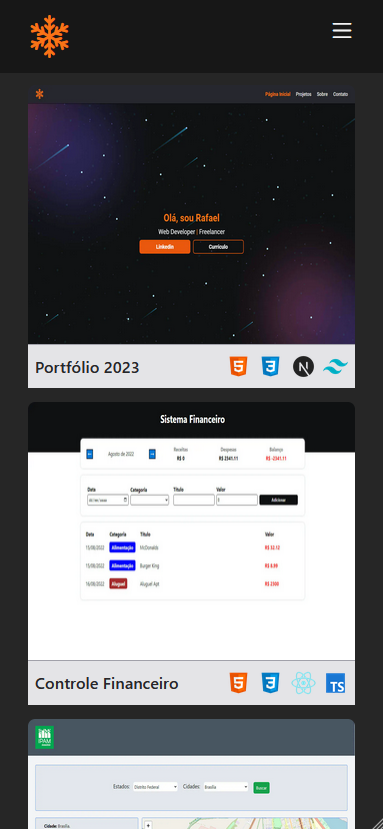 Página Inicial Projetos Sobre Contato
Olá, sou Rafael
Web Developer | Freelancer
Linkedin Currículo
Portfólio 2023
Sistema Financeiro
Agosto de 2022
Receitas Despesas Balanço
R$ 0 R$ 2341.11 R$ -2341.11
Data Categoria Título Valor
Adicionar
Data Categoria Título Valor
15/08/2022 Alimentação McDonalds R$ 32.12
15/08/2022 Alimentação Burger King R$ 8.99
16/08/2022 Aluguel Aluguel Apt R$ 2300
Controle Financeiro
TS
IPAM
Estados: Distrito Federal Cidades: Brasília Buscar
Cidade: Brasília,